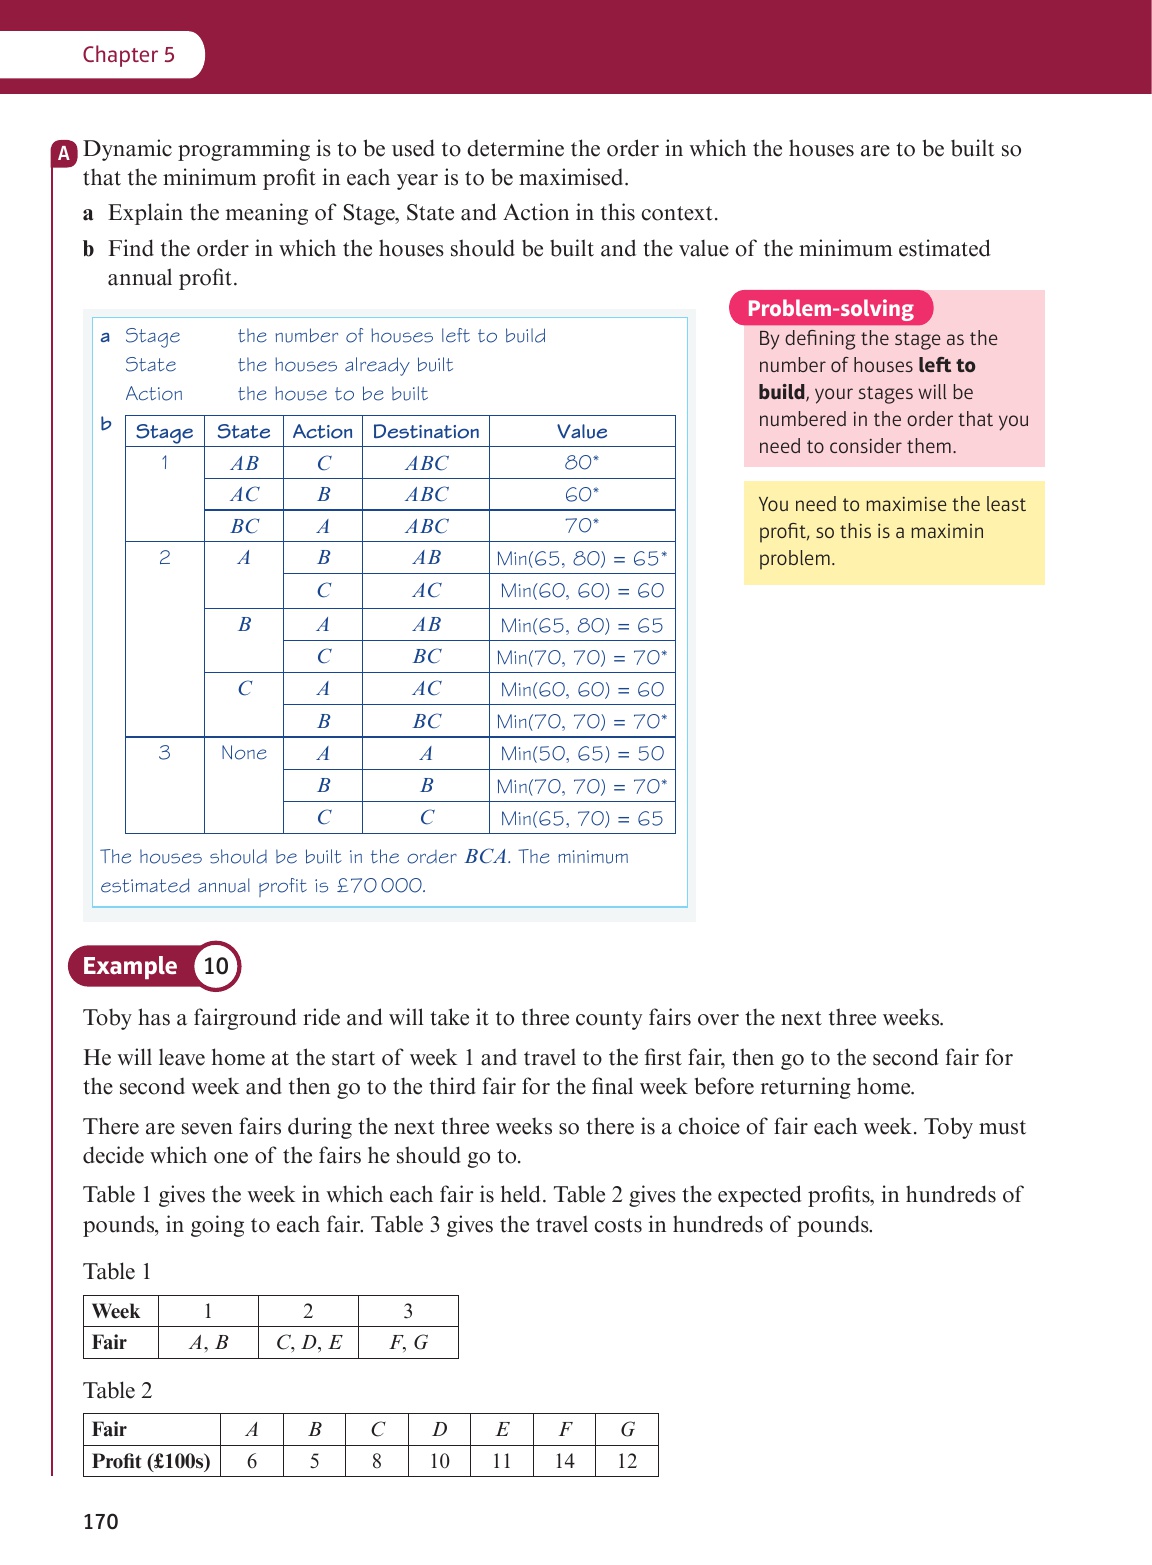 Chapter 5
A
Dynamic programming is to be used to determine the order in which the houses are to be built so
that the minimum profit in each year is to be maximised.
a Explain the meaning of Stage, State and Action in this context.
b Find the order in which the houses should be built and the value of the minimum estimated
annual profit.
a Stage the number of houses left to build
State the houses already built
Action the house to be built
b
Stage State Action Destination Value
1 AB C ABC 80*
AC B ABC 60*
BC A ABC 70*
2 A B AB Min(65, 80) = 65*
C AC Min(60, 60) = 60
B A AB Min(65, 80) = 65
C BC Min(70, 70) = 70*
C A AC Min(60, 60) = 60
B BC Min(70, 70) = 70*
3 None A A Min(50, 65) = 50
B B Min(70, 70) = 70*
C C Min(65, 70) = 65
The houses should be built in the order BCA. The minimum
estimated annual profit is £70 000.
Problem-solving
By defining the stage as the
number of houses left to
build, your stages will be
numbered in the order that you
need to consider them.
You need to maximise the least
profit, so this is a maximin
problem.
Example 10
Toby has a fairground ride and will take it to three county fairs over the next three weeks.
He will leave home at the start of week 1 and travel to the first fair, then go to the second fair for
the second week and then go to the third fair for the final week before returning home.
There are seven fairs during the next three weeks so there is a choice of fair each week. Toby must
decide which one of the fairs he should go to.
Table 1 gives the week in which each fair is held. Table 2 gives the expected profits, in hundreds of
pounds, in going to each fair. Table 3 gives the travel costs in hundreds of pounds.
Table 1
Week 1 2 3
Fair A, B C, D, E F, G
Table 2
Fair A B C D E F G
Profit (£100s) 6 5 8 10 11 14 12
170